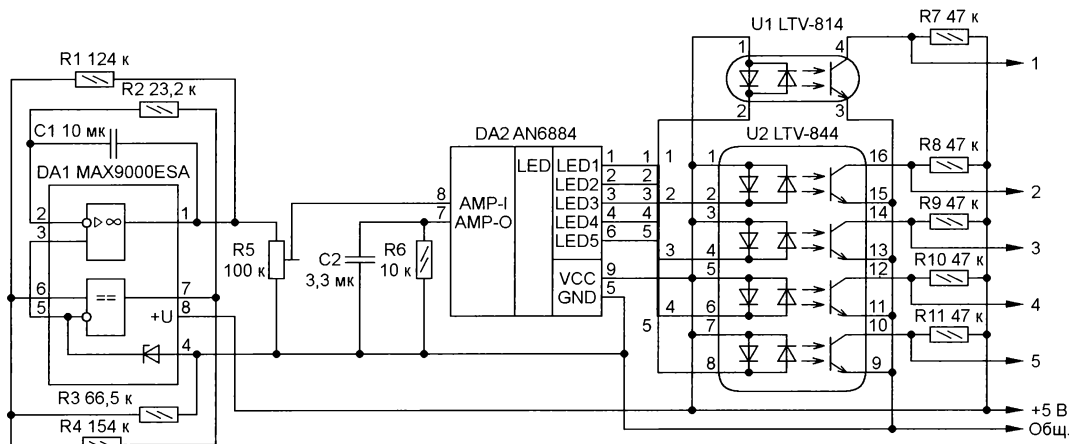 U1 LTV-814
R7 47 к
1
4
1
2
3
R1 124 к
R2 23,2 к
C1 10 мк
DA1 MAX9000ESA
2
3
▷ ∞
1
6
5
==
+U
7
8
4
R3 66,5 к
R4 154 к
R5
100 к
C2
3,3 мк
R6
10 к
DA2 AN6884
8
7
AMP-I
AMP-O
LED
LED1
LED2
LED3
LED4
LED5
VCC
GND
1
2
3
4
6
9
5
1
2
3
4
5
1
2
3
4
5
U2 LTV-844
1
2
3
4
5
6
7
8
16
15
14
13
12
11
10
9
R8 47 к
2
R9 47 к
3
R10 47 к
4
R11 47 к
5
+5 В
Общ.